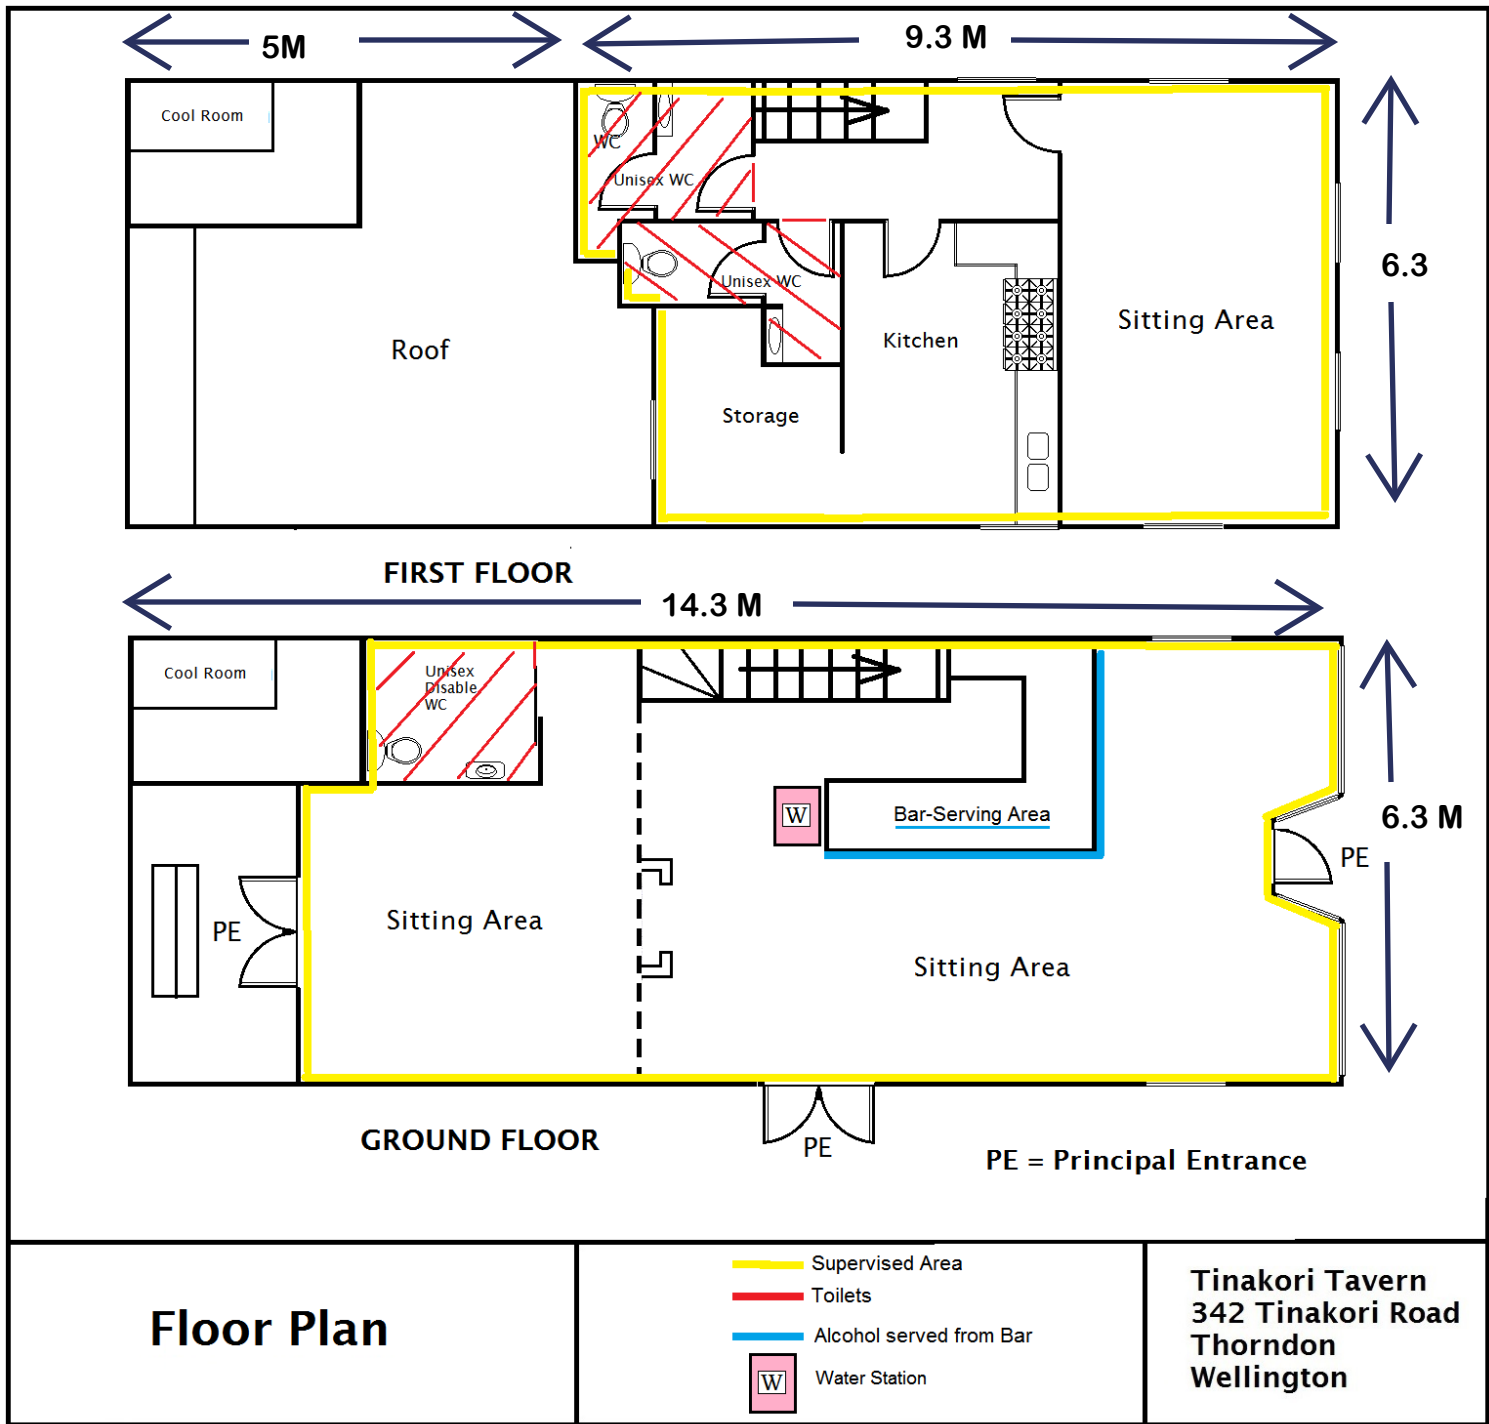 5M
9.3 M
Cool Room
WC
Unisex WC
Unisex WC
6.3
Sitting Area
Kitchen
Roof
Storage
FIRST FLOOR
14.3 M
Cool Room
Unisex
Disable
WC
W
Bar-Serving Area
6.3 M
PE
PE
Sitting Area
Sitting Area
GROUND FLOOR
PE
PE = Principal Entrance
Floor Plan
Supervised Area
Toilets
Alcohol served from Bar
W
Water Station
Tinakori Tavern
342 Tinakori Road
Thorndon
Wellington